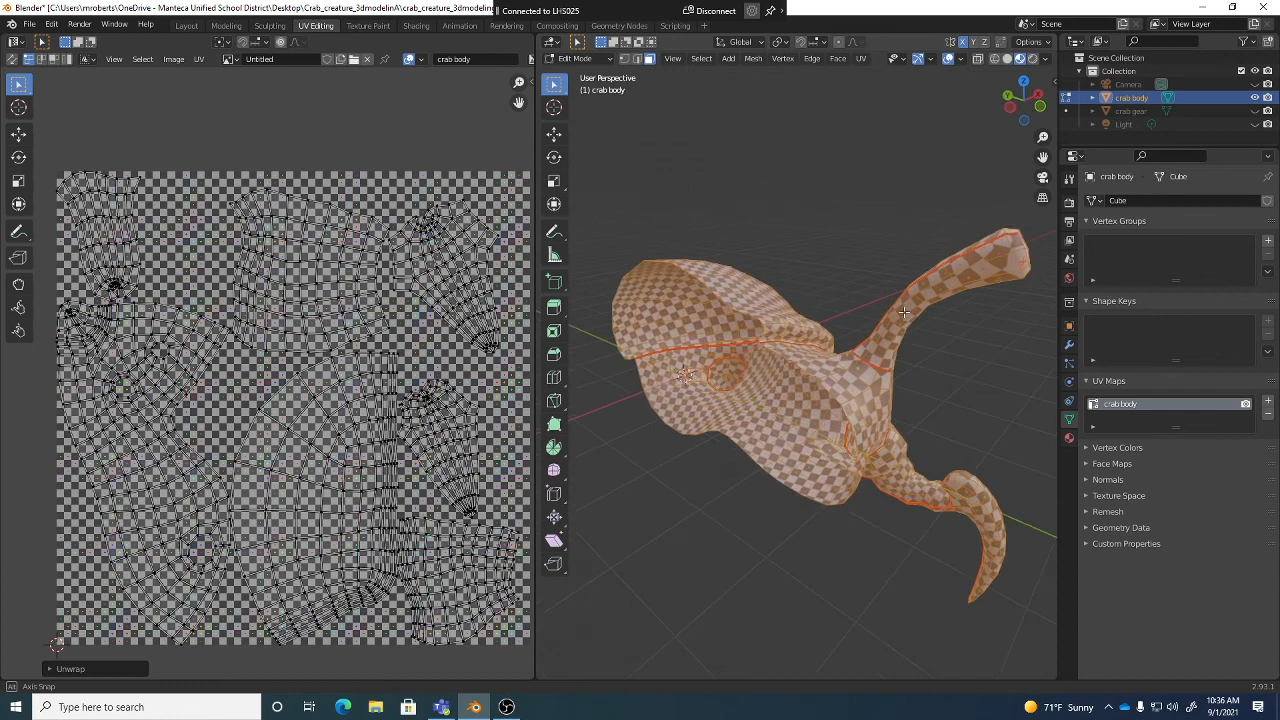 Blender* [C:\Users\mroberts\OneDrive - Manteca Unified School District\Desktop\Crab_creature_3dmodelinA\crab_creature_3dmodelin
Connected to LHS025
Disconnect
File Edit Render Window Help Layout Modeling Sculpting UV Editing Texture Paint Shading Animation Rendering Compositing Geometry Nodes Scripting + Scene View Layer
Global Options
View Select Image UV Untitled crab body
Edit Mode View Select Add Mesh Vertex Edge Face UV
User Perspective
(1) crab body
X Y Z
Scene Collection
Collection
Camera
crab body
crab gear
Light
crab body Cube
Cube
Vertex Groups
Shape Keys
UV Maps
crab body
Vertex Colors
Face Maps
Normals
Texture Space
Remesh
Geometry Data
Custom Properties
Unwrap
Alt Axis Snap
2.93.1
Type here to search
71°F Sunny
10:36 AM
9/1/2021